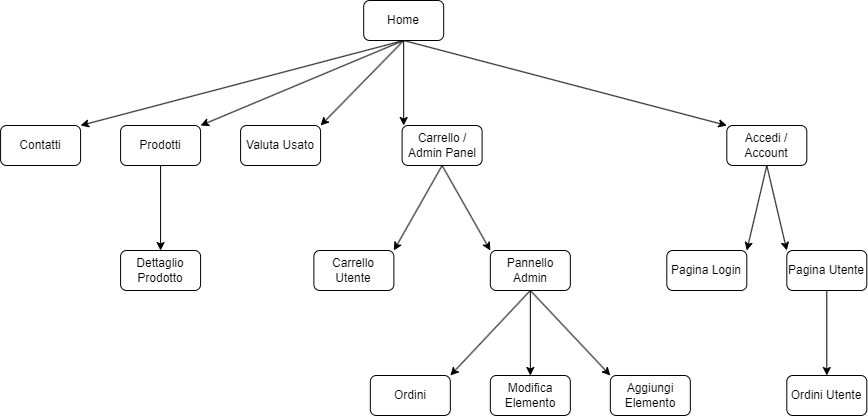 Home
Contatti
Prodotti
Valuta Usato
Carrello /
Admin Panel
Accedi /
Account
Dettaglio
Prodotto
Carrello
Utente
Pannello
Admin
Pagina Login
Pagina Utente
Ordini
Modifica
Elemento
Aggiungi
Elemento
Ordini Utente